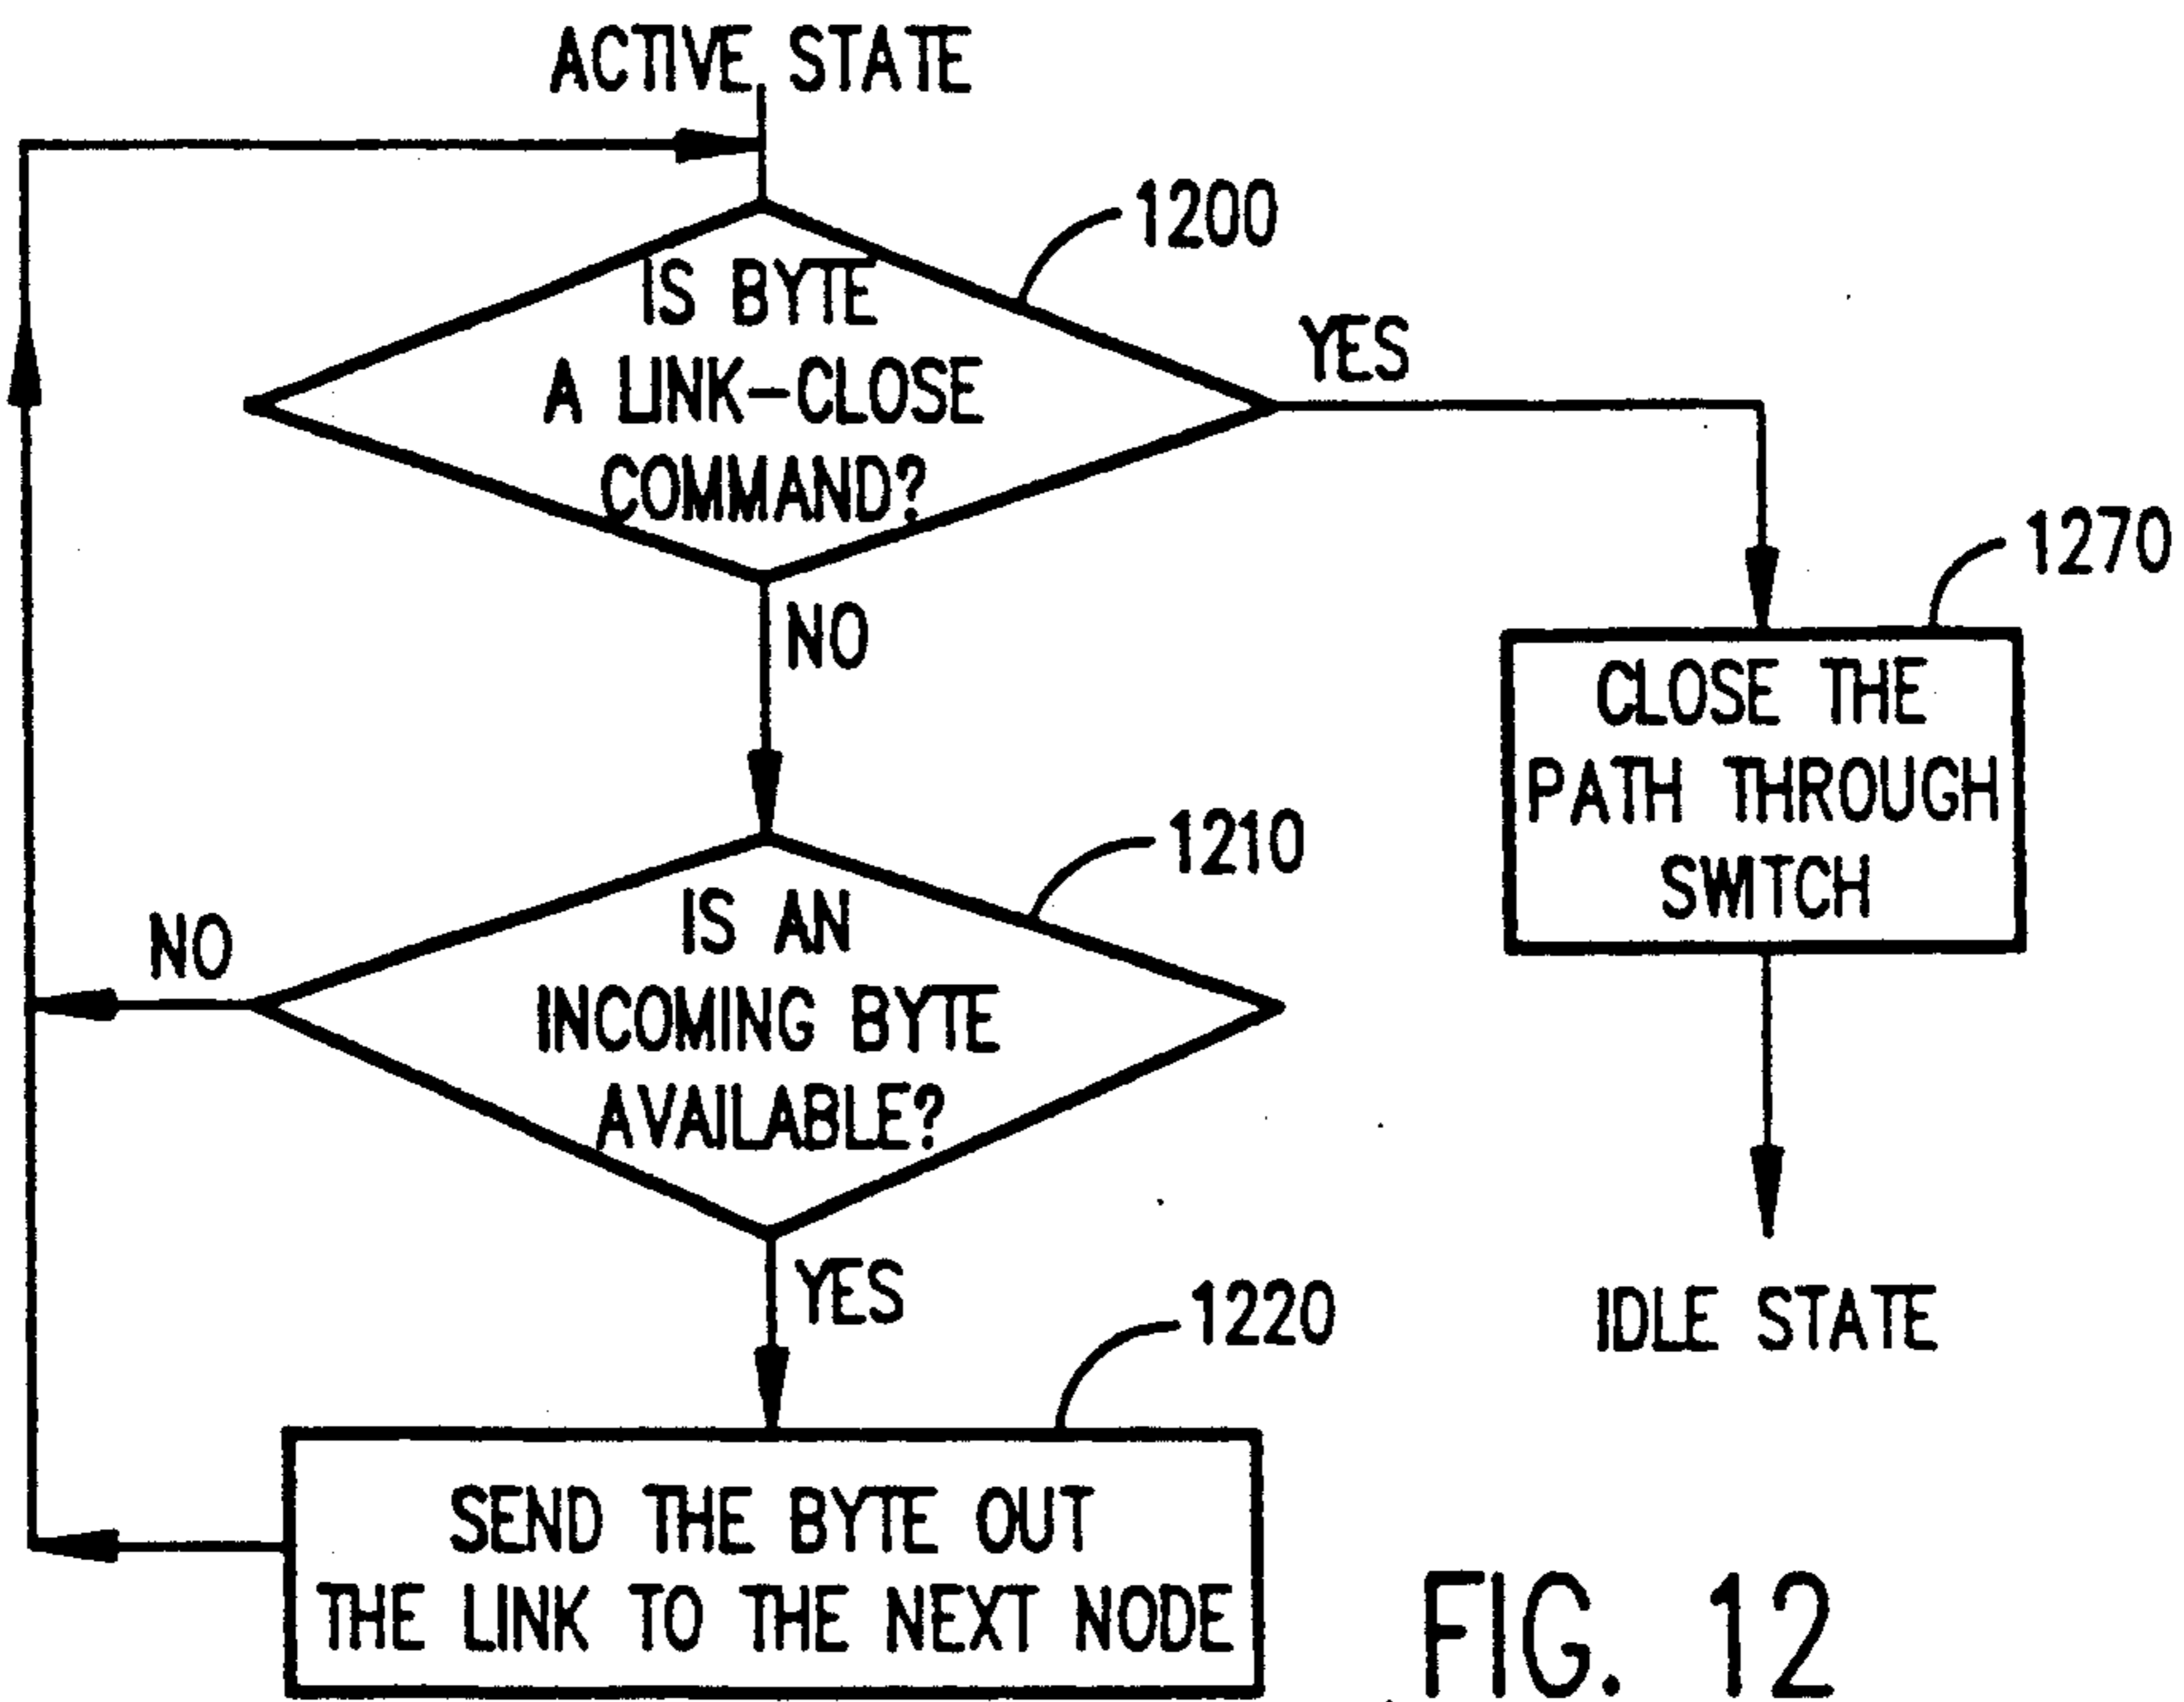 ACTIVE STATE
1200
IS BYTE
A LINK-CLOSE
COMMAND?
YES
NO
1270
CLOSE THE
PATH THROUGH
SWITCH
1210
IS AN
INCOMING BYTE
AVAILABLE?
NO
YES
IDLE STATE
1220
SEND THE BYTE OUT
THE LINK TO THE NEXT NODE
FIG. 12